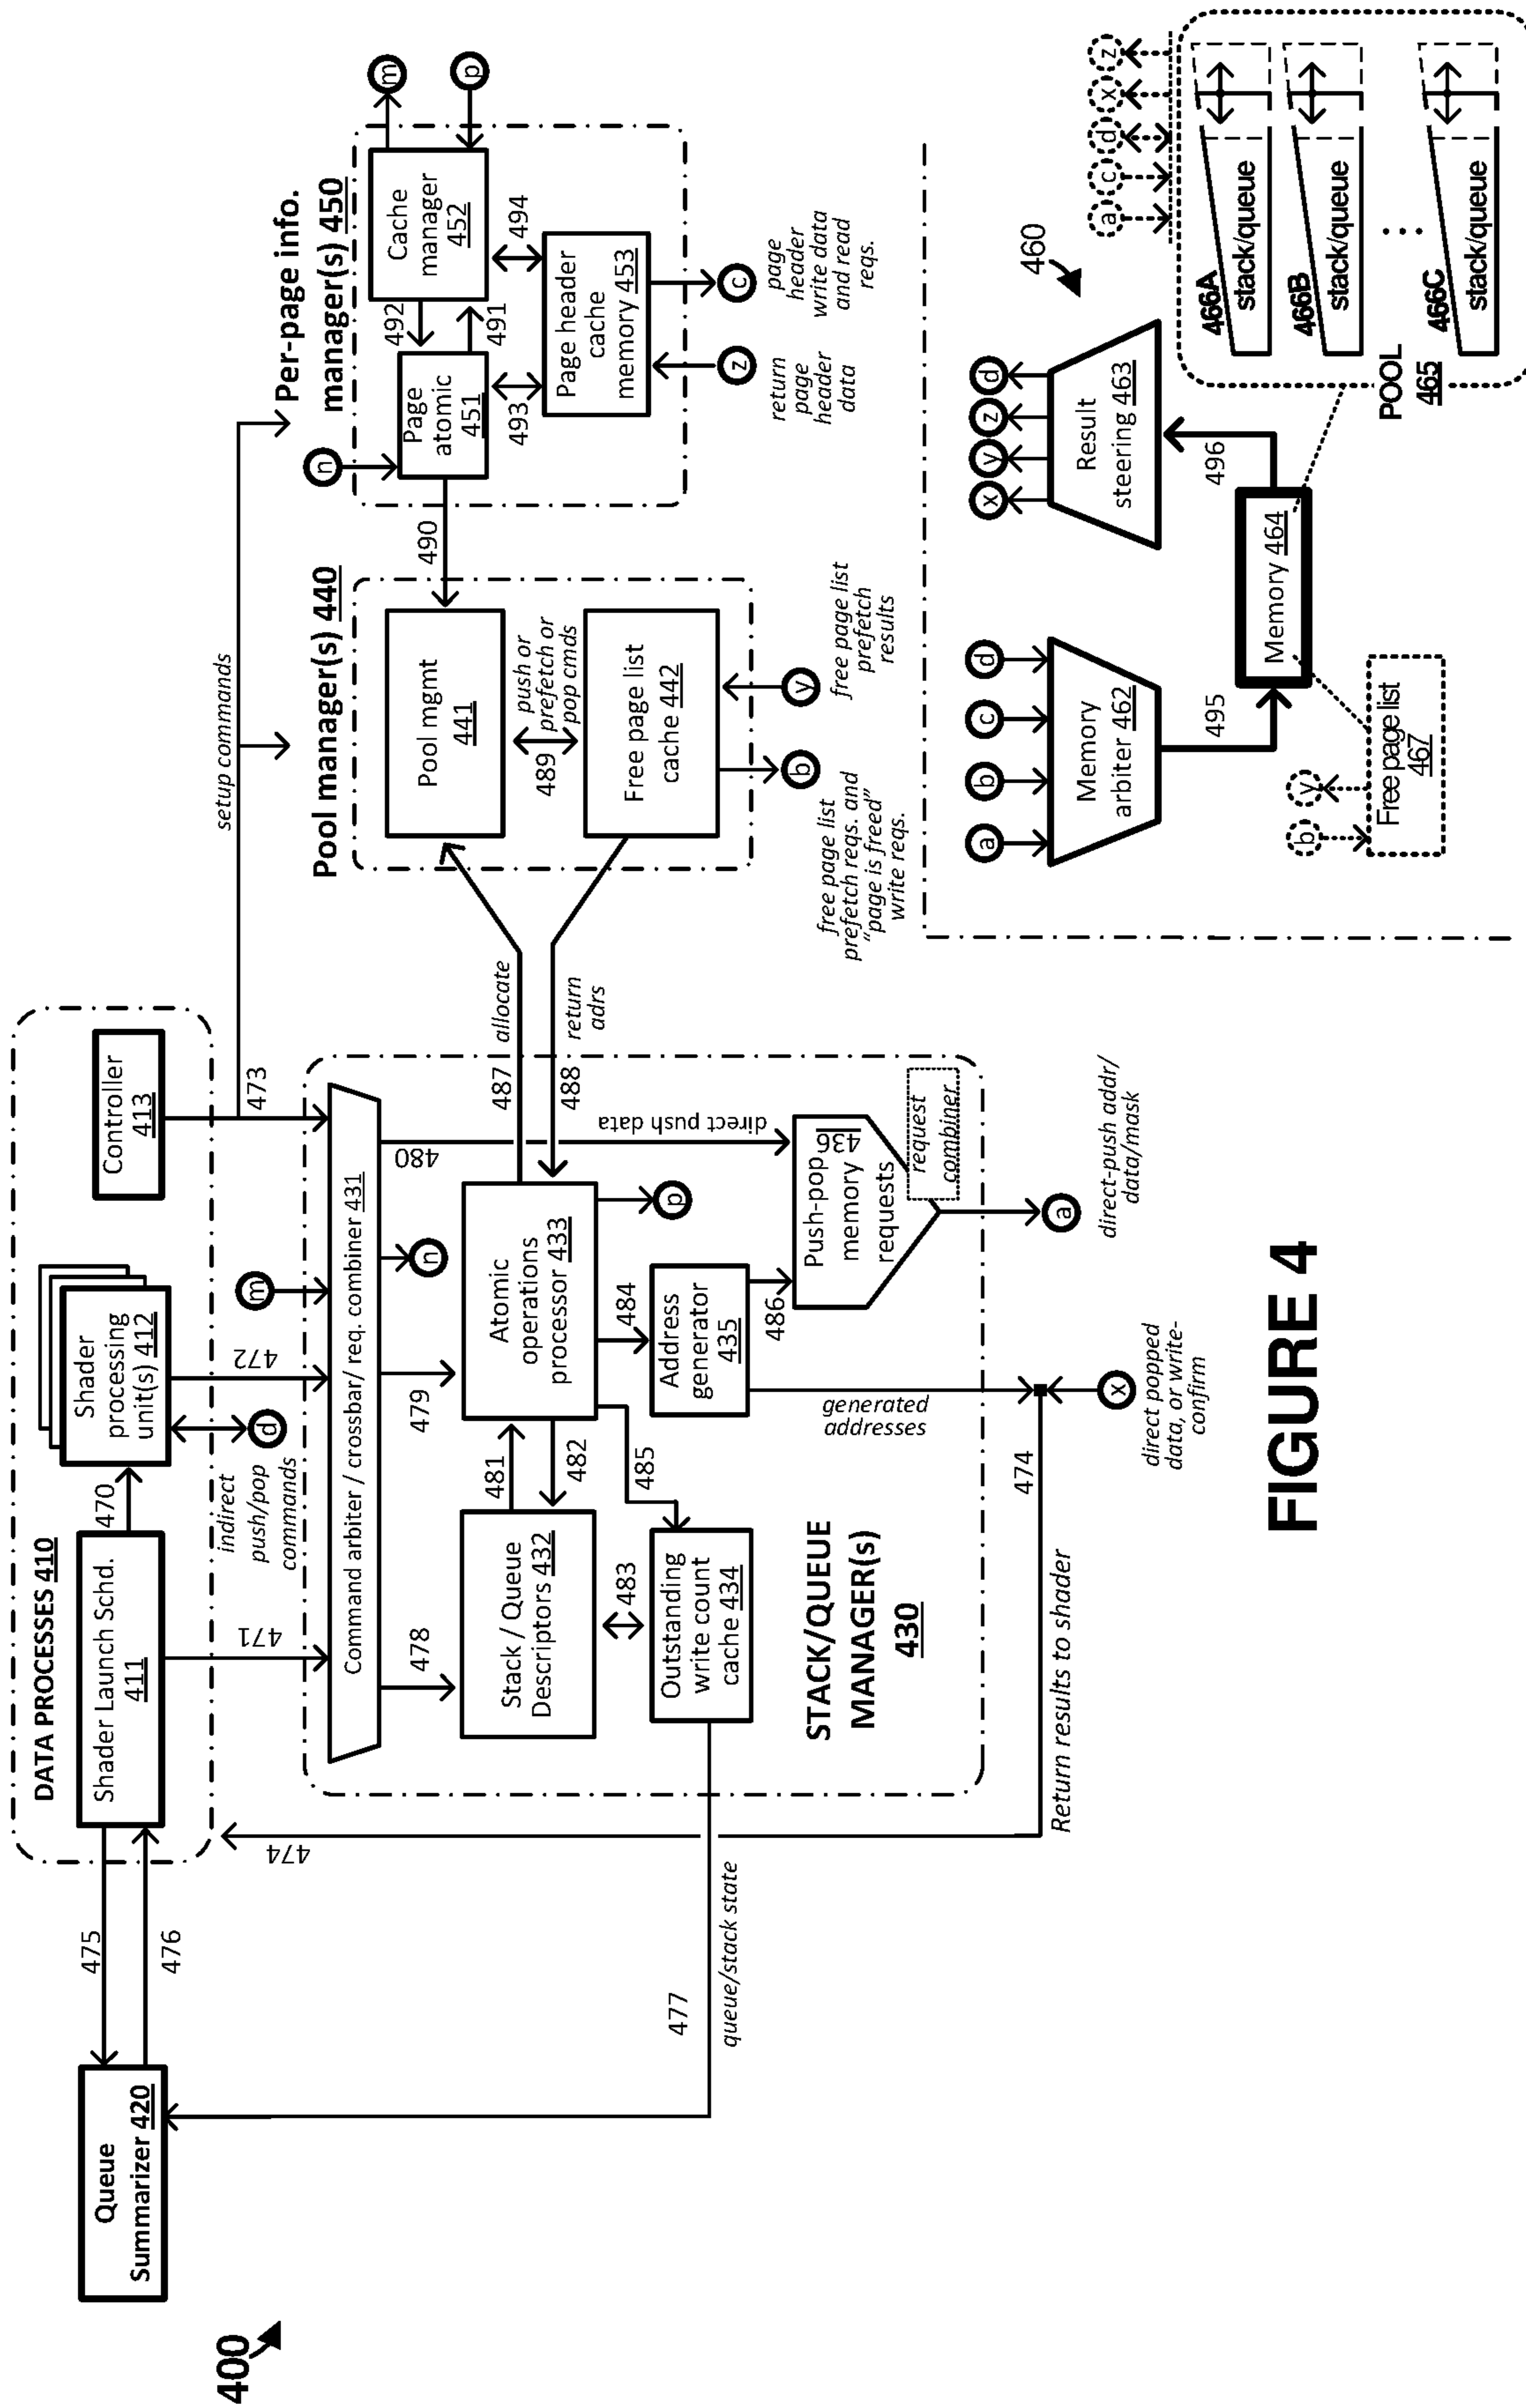 400
Queue
Summarizer 420
475
476
477
queue/stack state
474
DATA PROCESSES 410
Shader Launch Schd.
411
470
Shader
processing
unit(s) 412
Controller
413
indirect
push/pop
commands
d
471
472
m
473
setup commands
Command arbiter / crossbar/ req. combiner 431
478
479
n
480
direct push data
Stack / Queue
Descriptors 432
481
482
Atomic
operations
processor 433
483
485
484
p
Outstanding
write count
cache 434
Address
generator
435
486
Push-pop
memory
requests
436
request
combiner
STACK/QUEUE
MANAGER(s)
430
generated
addresses
474
Return results to shader
x
direct popped
data, or write-
confirm
a
direct-push addr/
data/mask
487
allocate
488
return
adrs
Pool manager(s) 440
Pool mgmt
441
489
push or
prefetch or
pop cmds
Free page list
cache 442
b
free page list
prefetch reqs. and
"page is freed"
write reqs.
y
free page list
prefetch
results
490
Per-page info.
manager(s) 450
n
Page
atomic
451
492
491
Cache
manager
452
m
p
493
494
Page header
cache
memory 453
z
return
page
header
data
c
page
header
write data
and read
reqs.
460
a
b
c
d
Memory
arbiter 462
495
x
y
z
d
Result
steering 463
496
Memory 464
b
y
Free page list
467
POOL
465
a
c
d
x
z
466A
stack/queue
466B
stack/queue
466C
stack/queue
FIGURE 4